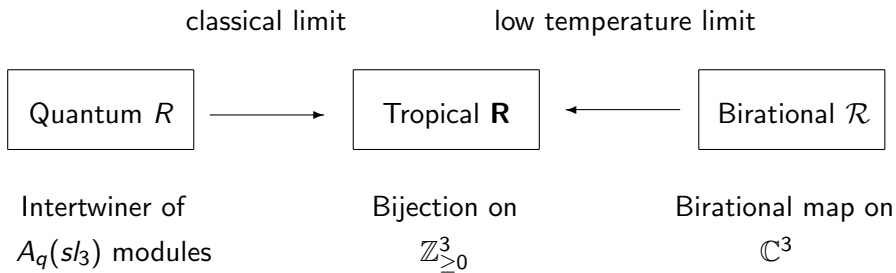 classical limit low temperature limit
Quantum R Tropical 𝐑 Birational ℛ
Intertwiner of Bijection on Birational map on
A_q(sl_3) modules ℤ^3_{≥0} ℂ^3